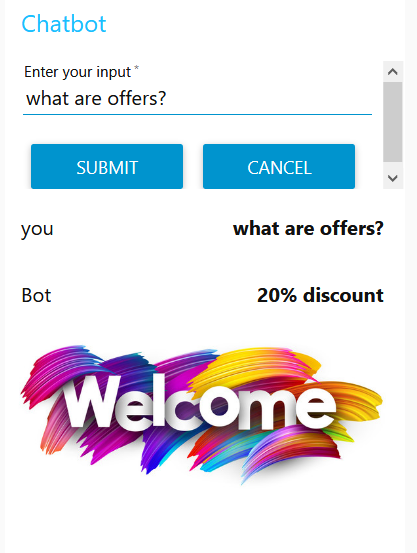 Chatbot
Enter your input *
what are offers?
SUBMIT CANCEL
you what are offers?
Bot 20% discount
Welcome